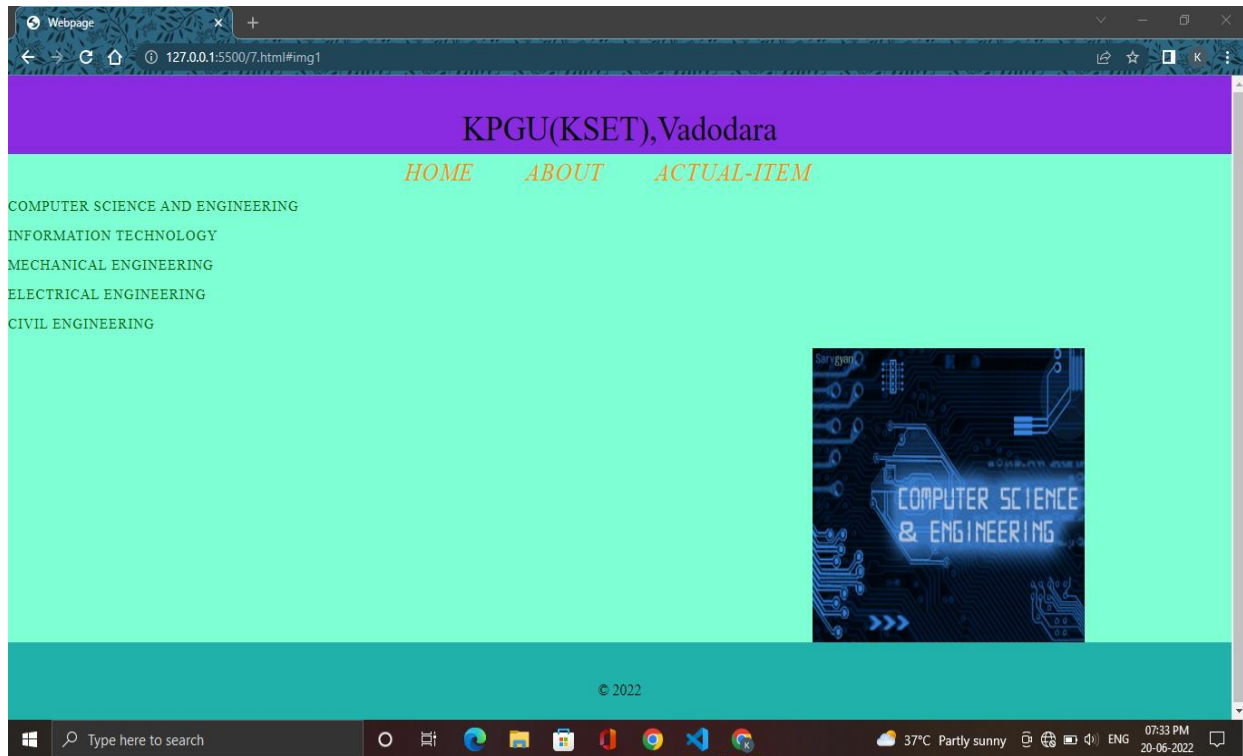 Webpage
127.0.0.1:5500/7.html#img1
K
KPGU(KSET),Vadodara
HOME ABOUT ACTUAL-ITEM
COMPUTER SCIENCE AND ENGINEERING
INFORMATION TECHNOLOGY
MECHANICAL ENGINEERING
ELECTRICAL ENGINEERING
CIVIL ENGINEERING
Sarvgyan
COMPUTER SCIENCE
& ENGINEERING
© 2022
Type here to search
37°C Partly sunny
ENG
07:33 PM
20-06-2022